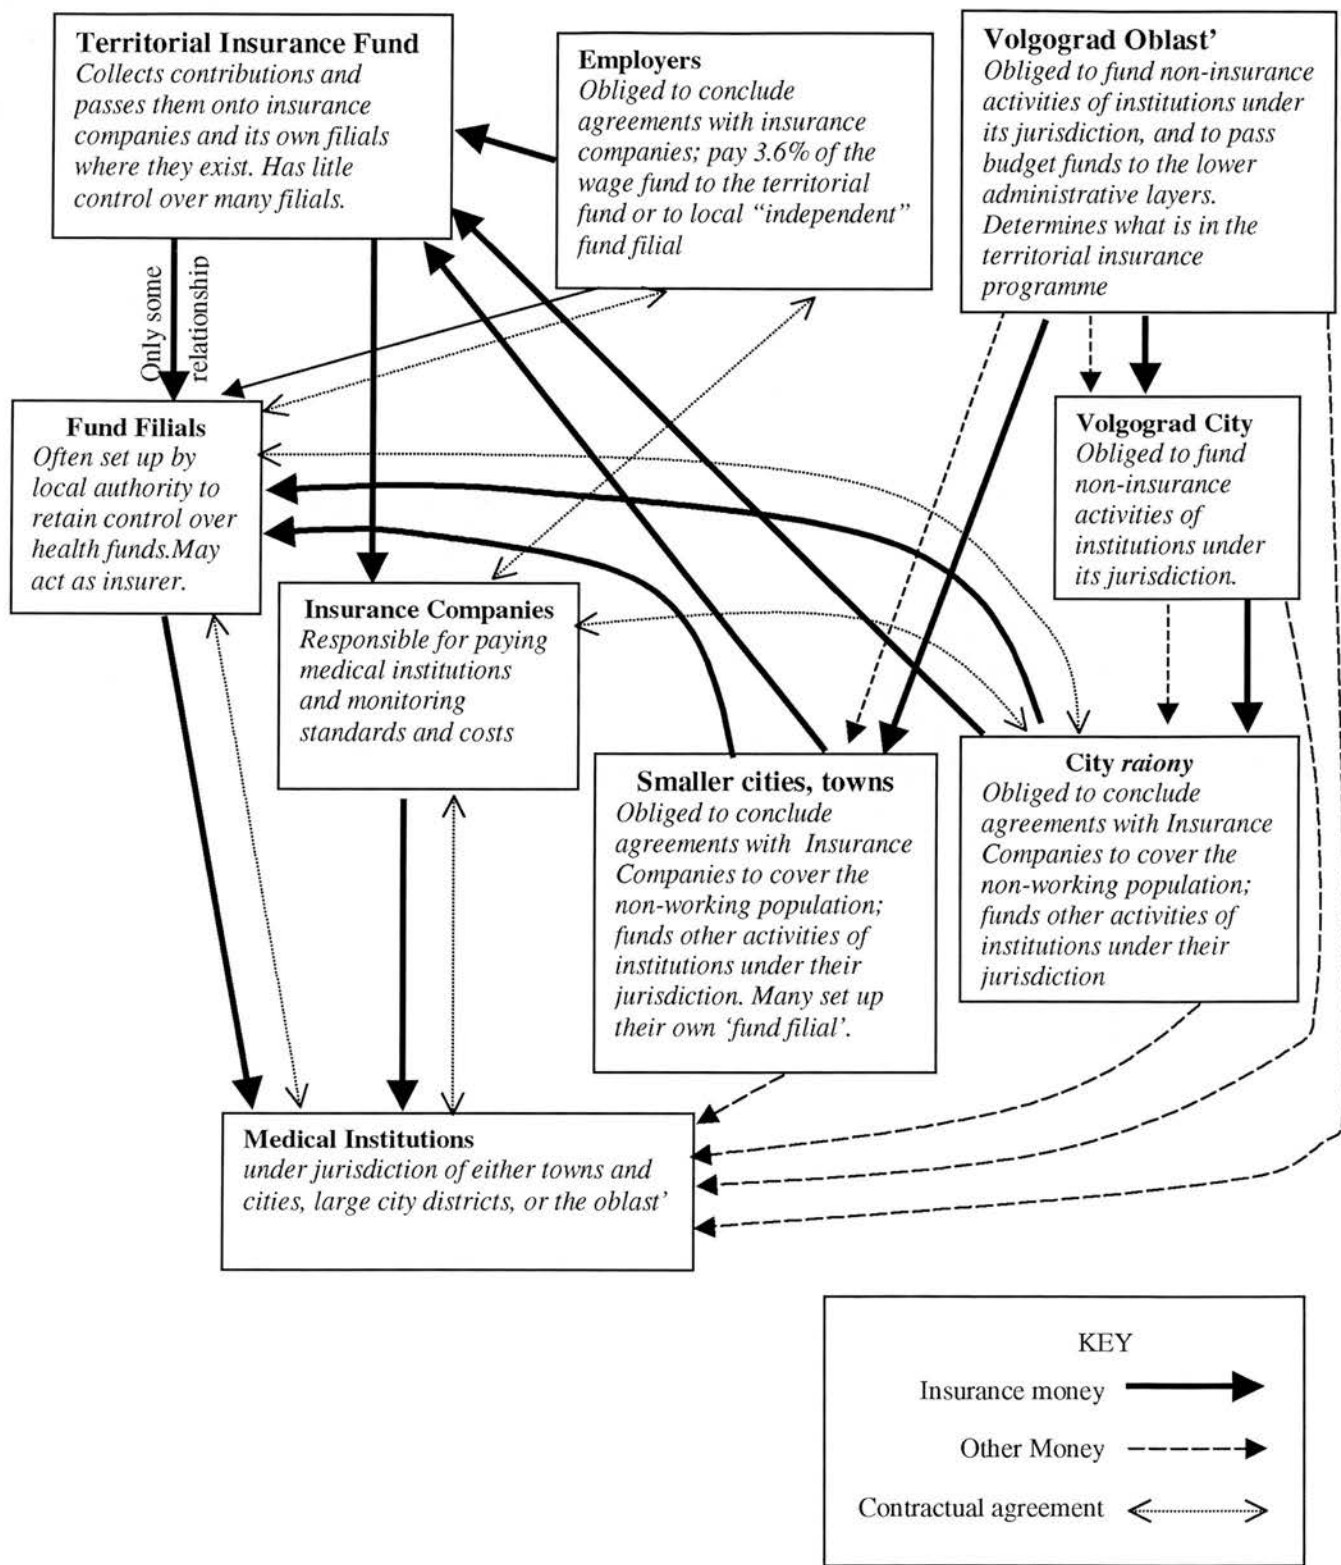 Territorial Insurance Fund
Collects contributions and
passes them onto insurance
companies and its own filials
where they exist. Has litle
control over many filials.
Employers
Obliged to conclude
agreements with insurance
companies; pay 3.6% of the
wage fund to the territorial
fund or to local “independent”
fund filial
Volgograd Oblast’
Obliged to fund non-insurance
activities of institutions under
its jurisdiction, and to pass
budget funds to the lower
administrative layers.
Determines what is in the
territorial insurance
programme
Only some
relationship
Fund Filials
Often set up by
local authority to
retain control over
health funds.May
act as insurer.
Volgograd City
Obliged to fund
non-insurance
activities of
institutions under
its jurisdiction.
Insurance Companies
Responsible for paying
medical institutions
and monitoring
standards and costs
Smaller cities, towns
Obliged to conclude
agreements with Insurance
Companies to cover the
non-working population;
funds other activities of
institutions under their
jurisdiction. Many set up
their own ‘fund filial’.
City raiony
Obliged to conclude
agreements with Insurance
Companies to cover the
non-working population;
funds other activities of
institutions under their
jurisdiction
Medical Institutions
under jurisdiction of either towns and
cities, large city districts, or the oblast’
KEY
Insurance money
Other Money
Contractual agreement